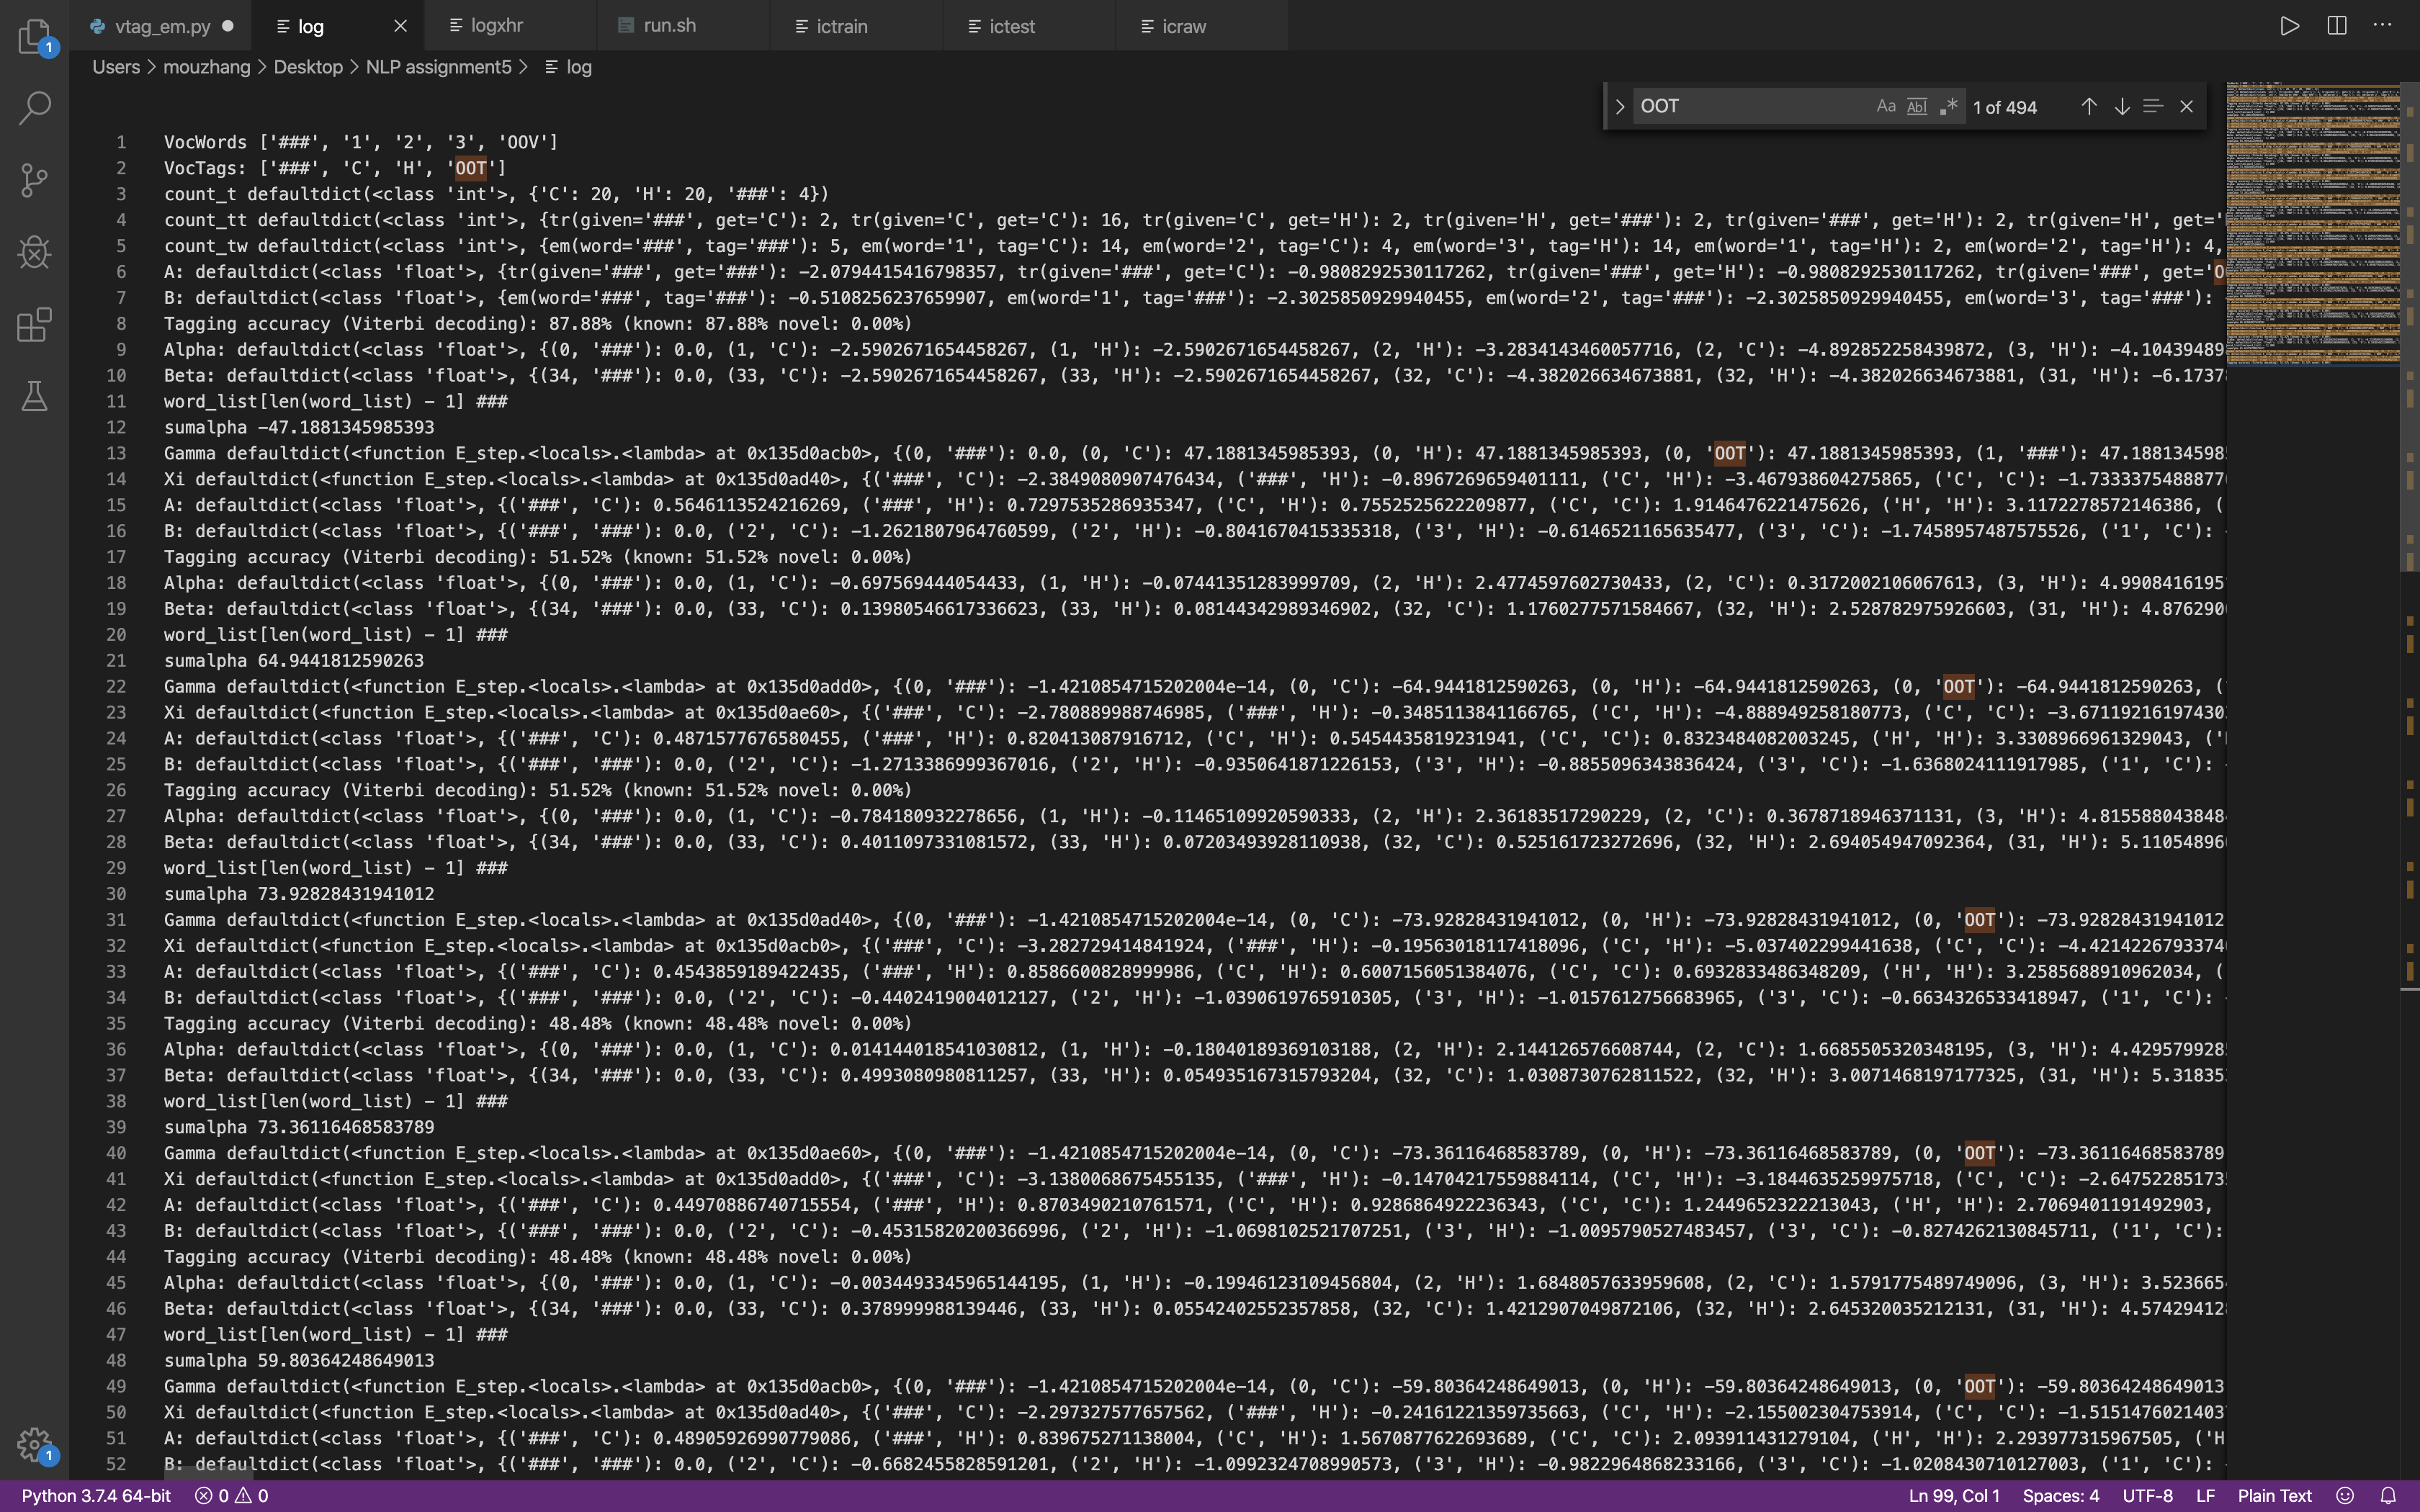 vtag_em.py
log
logxhr
run.sh
ictrain
ictest
icraw
Users > mouzhang > Desktop > NLP assignment5 > log
OOT
Aa Abl .* 1 of 494
1 VocWords ['###', '1', '2', '3', 'OOV']
2 VocTags: ['###', 'C', 'H', 'OOT']
3 count_t defaultdict(<class 'int'>, {'C': 20, 'H': 20, '###': 4})
4 count_tt defaultdict(<class 'int'>, {tr(given='###', get='C'): 2, tr(given='C', get='C'): 16, tr(given='C', get='H'): 2, tr(given='H', get='###'): 2, tr(given='###', get='H'): 2, tr(given='H', get='
5 count_tw defaultdict(<class 'int'>, {em(word='###', tag='###'): 5, em(word='1', tag='C'): 14, em(word='2', tag='C'): 4, em(word='3', tag='H'): 14, em(word='1', tag='H'): 2, em(word='2', tag='H'): 4,
6 A: defaultdict(<class 'float'>, {tr(given='###', get='###'): -2.0794415416798357, tr(given='###', get='C'): -0.9808292530117262, tr(given='###', get='H'): -0.9808292530117262, tr(given='###', get='O
7 B: defaultdict(<class 'float'>, {em(word='###', tag='###'): -0.5108256237659907, em(word='1', tag='###'): -2.3025850929940455, em(word='2', tag='###'): -2.3025850929940455, em(word='3', tag='###'):
8 Tagging accuracy (Viterbi decoding): 87.88% (known: 87.88% novel: 0.00%)
9 Alpha: defaultdict(<class 'float'>, {(0, '###'): 0.0, (1, 'C'): -2.5902671654458267, (1, 'H'): -2.5902671654458267, (2, 'H'): -3.2834143460057716, (2, 'C'): -4.892852258439872, (3, 'H'): -4.10439489
10 Beta: defaultdict(<class 'float'>, {(34, '###'): 0.0, (33, 'C'): -2.5902671654458267, (33, 'H'): -2.5902671654458267, (32, 'C'): -4.382026634673881, (32, 'H'): -4.382026634673881, (31, 'H'): -6.1737
11 word_list[len(word_list) - 1] ###
12 sumalpha -47.1881345985393
13 Gamma defaultdict(<function E_step.<locals>.<lambda> at 0x135d0acb0>, {(0, '###'): 0.0, (0, 'C'): 47.1881345985393, (0, 'H'): 47.1881345985393, (0, 'OOT'): 47.1881345985393, (1, '###'): 47.1881345985
14 Xi defaultdict(<function E_step.<locals>.<lambda> at 0x135d0ad40>, {('###', 'C'): -2.3849080907476434, ('###', 'H'): -0.8967269659401111, ('C', 'H'): -3.467938604275865, ('C', 'C'): -1.733337548887
15 A: defaultdict(<class 'float'>, {('###', 'C'): 0.5646113524216269, ('###', 'H'): 0.7297535286935347, ('C', 'H'): 0.7552525622209877, ('C', 'C'): 1.9146476221475626, ('H', 'H'): 3.1172278572146386, (
16 B: defaultdict(<class 'float'>, {('###', '###'): 0.0, ('2', 'C'): -1.2621807964760599, ('2', 'H'): -0.8041670415335318, ('3', 'H'): -0.6146521165635477, ('3', 'C'): -1.7458957487575526, ('1', 'C'): -
17 Tagging accuracy (Viterbi decoding): 51.52% (known: 51.52% novel: 0.00%)
18 Alpha: defaultdict(<class 'float'>, {(0, '###'): 0.0, (1, 'C'): -0.697569444054433, (1, 'H'): -0.07441351283999709, (2, 'H'): 2.4774597602730433, (2, 'C'): 0.3172002106067613, (3, 'H'): 4.9908416195
19 Beta: defaultdict(<class 'float'>, {(34, '###'): 0.0, (33, 'C'): 0.13980546617336623, (33, 'H'): 0.08144342989346902, (32, 'C'): 1.1760277571584667, (32, 'H'): 2.528782975926603, (31, 'H'): 4.87629
20 word_list[len(word_list) - 1] ###
21 sumalpha 64.9441812590263
22 Gamma defaultdict(<function E_step.<locals>.<lambda> at 0x135d0add0>, {(0, '###'): -1.4210854715202004e-14, (0, 'C'): -64.9441812590263, (0, 'H'): -64.9441812590263, (0, 'OOT'): -64.9441812590263, (
23 Xi defaultdict(<function E_step.<locals>.<lambda> at 0x135d0ae60>, {('###', 'C'): -2.780889988746985, ('###', 'H'): -0.3485113841166765, ('C', 'H'): -4.888949258180773, ('C', 'C'): -3.67119216197430
24 A: defaultdict(<class 'float'>, {('###', 'C'): 0.4871577676580455, ('###', 'H'): 0.820413087916712, ('C', 'H'): 0.5454435819231941, ('C', 'C'): 0.8323484082003245, ('H', 'H'): 3.3308966961329043, ('
25 B: defaultdict(<class 'float'>, {('###', '###'): 0.0, ('2', 'C'): -1.2713386999367016, ('2', 'H'): -0.9350641871226153, ('3', 'H'): -0.8855096343836424, ('3', 'C'): -1.6368024111917985, ('1', 'C'): -
26 Tagging accuracy (Viterbi decoding): 51.52% (known: 51.52% novel: 0.00%)
27 Alpha: defaultdict(<class 'float'>, {(0, '###'): 0.0, (1, 'C'): -0.784180932278656, (1, 'H'): -0.11465109920590333, (2, 'H'): 2.36183517290229, (2, 'C'): 0.3678718946371131, (3, 'H'): 4.815588043848
28 Beta: defaultdict(<class 'float'>, {(34, '###'): 0.0, (33, 'C'): 0.4011097331081572, (33, 'H'): 0.07203493928110938, (32, 'C'): 0.525161723272696, (32, 'H'): 2.694054947092364, (31, 'H'): 5.11054896
29 word_list[len(word_list) - 1] ###
30 sumalpha 73.92828431941012
31 Gamma defaultdict(<function E_step.<locals>.<lambda> at 0x135d0ad40>, {(0, '###'): -1.4210854715202004e-14, (0, 'C'): -73.92828431941012, (0, 'H'): -73.92828431941012, (0, 'OOT'): -73.92828431941012
32 Xi defaultdict(<function E_step.<locals>.<lambda> at 0x135d0acb0>, {('###', 'C'): -3.282729414841924, ('###', 'H'): -0.19563018117418096, ('C', 'H'): -5.037402299441638, ('C', 'C'): -4.4214226793374
33 A: defaultdict(<class 'float'>, {('###', 'C'): 0.4543859189422435, ('###', 'H'): 0.8586600828999986, ('C', 'H'): 0.6007156051384076, ('C', 'C'): 0.6932833486348209, ('H', 'H'): 3.2585688910962034, (
34 B: defaultdict(<class 'float'>, {('###', '###'): 0.0, ('2', 'C'): -0.4402419004012127, ('2', 'H'): -1.0390619765910305, ('3', 'H'): -1.0157612756683965, ('3', 'C'): -0.6634326533418947, ('1', 'C'): -
35 Tagging accuracy (Viterbi decoding): 48.48% (known: 48.48% novel: 0.00%)
36 Alpha: defaultdict(<class 'float'>, {(0, '###'): 0.0, (1, 'C'): 0.014144018541030812, (1, 'H'): -0.18040189369103188, (2, 'H'): 2.144126576608744, (2, 'C'): 1.6685505320348195, (3, 'H'): 4.429579928
37 Beta: defaultdict(<class 'float'>, {(34, '###'): 0.0, (33, 'C'): 0.4993080980811257, (33, 'H'): 0.054935167315793204, (32, 'C'): 1.0308730762811522, (32, 'H'): 3.0071468197177325, (31, 'H'): 5.31835
38 word_list[len(word_list) - 1] ###
39 sumalpha 73.36116468583789
40 Gamma defaultdict(<function E_step.<locals>.<lambda> at 0x135d0ae60>, {(0, '###'): -1.4210854715202004e-14, (0, 'C'): -73.36116468583789, (0, 'H'): -73.36116468583789, (0, 'OOT'): -73.36116468583789
41 Xi defaultdict(<function E_step.<locals>.<lambda> at 0x135d0add0>, {('###', 'C'): -3.1380068675455135, ('###', 'H'): -0.14704217559884114, ('C', 'H'): -3.1844635259975718, ('C', 'C'): -2.64752285173
42 A: defaultdict(<class 'float'>, {('###', 'C'): 0.44970886740715554, ('###', 'H'): 0.8703490210761571, ('C', 'H'): 0.9286864922236343, ('C', 'C'): 1.2449652322213043, ('H', 'H'): 2.7069401191492903,
43 B: defaultdict(<class 'float'>, {('###', '###'): 0.0, ('2', 'C'): -0.45315820200366996, ('2', 'H'): -1.0698102521707251, ('3', 'H'): -1.0095790527483457, ('3', 'C'): -0.8274262130845711, ('1', 'C'):
44 Tagging accuracy (Viterbi decoding): 48.48% (known: 48.48% novel: 0.00%)
45 Alpha: defaultdict(<class 'float'>, {(0, '###'): 0.0, (1, 'C'): -0.0034493345965144195, (1, 'H'): -0.19946123109456804, (2, 'H'): 1.6848057633959608, (2, 'C'): 1.5791775489749096, (3, 'H'): 3.523665
46 Beta: defaultdict(<class 'float'>, {(34, '###'): 0.0, (33, 'C'): 0.378999988139446, (33, 'H'): 0.05542402552357858, (32, 'C'): 1.4212907049872106, (32, 'H'): 2.645320035212131, (31, 'H'): 4.57429412
47 word_list[len(word_list) - 1] ###
48 sumalpha 59.80364248649013
49 Gamma defaultdict(<function E_step.<locals>.<lambda> at 0x135d0acb0>, {(0, '###'): -1.4210854715202004e-14, (0, 'C'): -59.80364248649013, (0, 'H'): -59.80364248649013, (0, 'OOT'): -59.80364248649013
50 Xi defaultdict(<function E_step.<locals>.<lambda> at 0x135d0ad40>, {('###', 'C'): -2.297327577657562, ('###', 'H'): -0.24161221359735663, ('C', 'H'): -2.155002304753914, ('C', 'C'): -1.51514760214037
51 A: defaultdict(<class 'float'>, {('###', 'C'): 0.48905926990779086, ('###', 'H'): 0.839675271138004, ('C', 'H'): 1.5670877622693689, ('C', 'C'): 2.093911431279104, ('H', 'H'): 2.293977315967505, ('H
52 B: defaultdict(<class 'float'>, {('###', '###'): 0.0, ('2', 'C'): -0.6682455828591201, ('2', 'H'): -1.0992324708990573, ('3', 'H'): -0.9822964868233166, ('3', 'C'): -1.0208430710127003, ('1', 'C'): -
Python 3.7.4 64-bit 0 0 Ln 99, Col 1 Spaces: 4 UTF-8 LF Plain Text